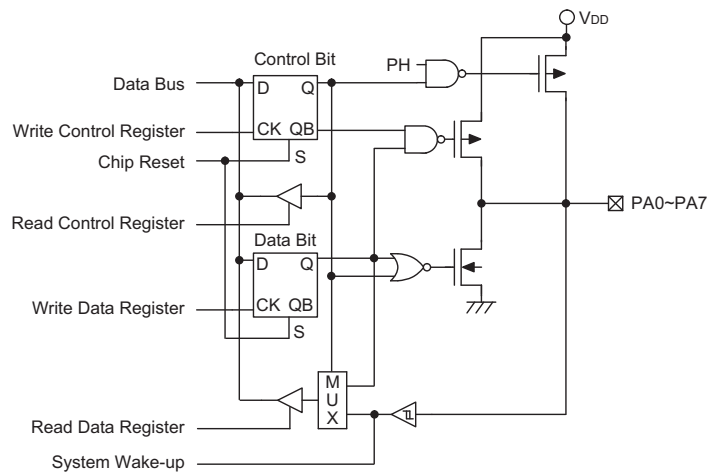 VDD
Control Bit
PH
Data Bus
D Q
Write Control Register
CK QB
Chip Reset
S
PA0~PA7
Read Control Register
Data Bit
D Q
Write Data Register
CK QB
S
M
U
X
Read Data Register
System Wake-up